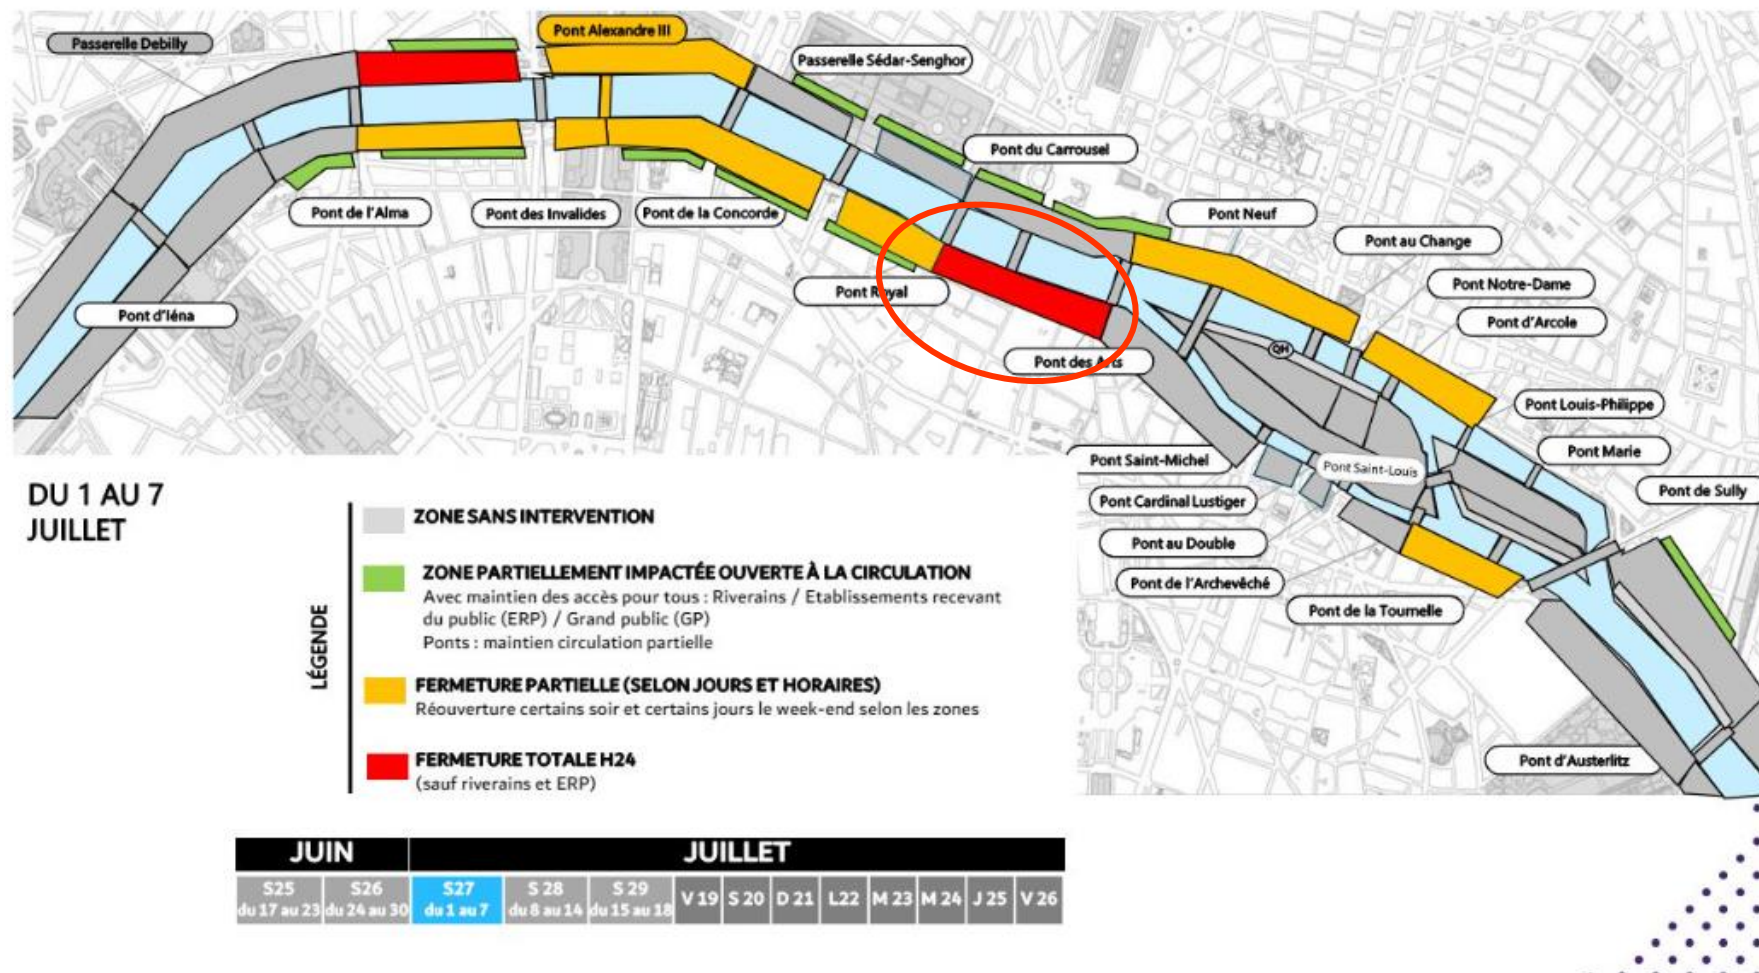 Passerelle Debilly
Pont Alexandre III
Passerelle Sédar-Senghor
Pont du Carrousel
Pont de l'Alma
Pont des Invalides
Pont de la Concorde
Pont Neuf
Pont au Change
Pont Royal
Pont Notre-Dame
Pont d'Iéna
Pont d'Arcole
QH
Pont des Arts
Pont Louis-Philippe
Pont Marie
Pont Saint-Michel
Pont Saint-Louis
Pont de Sully
Pont Cardinal Lustiger
Pont au Double
Pont de l'Archevêché
Pont de la Tournelle
Pont d'Austerlitz
DU 1 AU 7
JUILLET
LÉGENDE
ZONE SANS INTERVENTION
ZONE PARTIELLEMENT IMPACTÉE OUVERTE À LA CIRCULATION
Avec maintien des accès pour tous : Riverains / Etablissements recevant
du public (ERP) / Grand public (GP)
Ponts : maintien circulation partielle
FERMETURE PARTIELLE (SELON JOURS ET HORAIRES)
Réouverture certains soir et certains jours le week-end selon les zones
FERMETURE TOTALE H24
(sauf riverains et ERP)
JUIN JUILLET
S25 S26 S27 S 28 S 29 V 19 S 20 D 21 L22 M 23 M 24 J 25 V 26
du 17 au 23 du 24 au 30 du 1 au 7 du 8 au 14 du 15 au 18